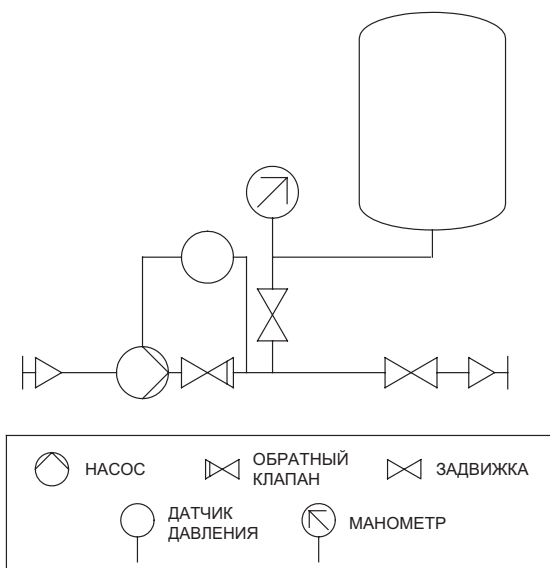 НАСОС
ОБРАТНЫЙ
КЛАПАН
ЗАДВИЖКА
ДАТЧИК
ДАВЛЕНИЯ
МАНОМЕТР